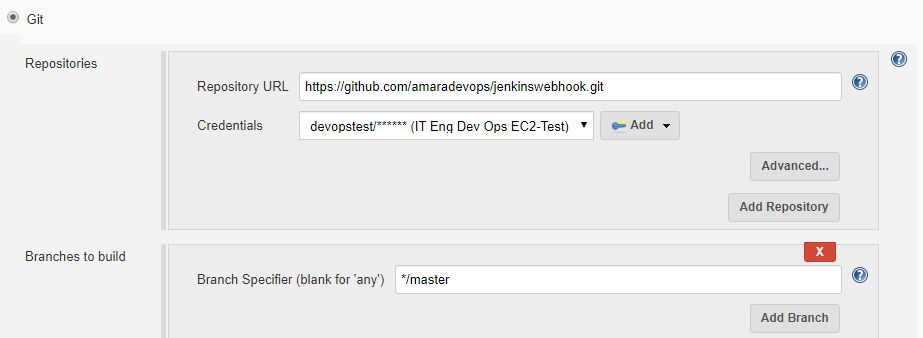 Git
Repositories
Repository URL https://github.com/amaradevops/jenkinswebhook.git
Credentials devopstest/****** (IT Eng Dev Ops EC2-Test) Add
Advanced...
Add Repository
X
Branches to build
Branch Specifier (blank for 'any') */master
Add Branch